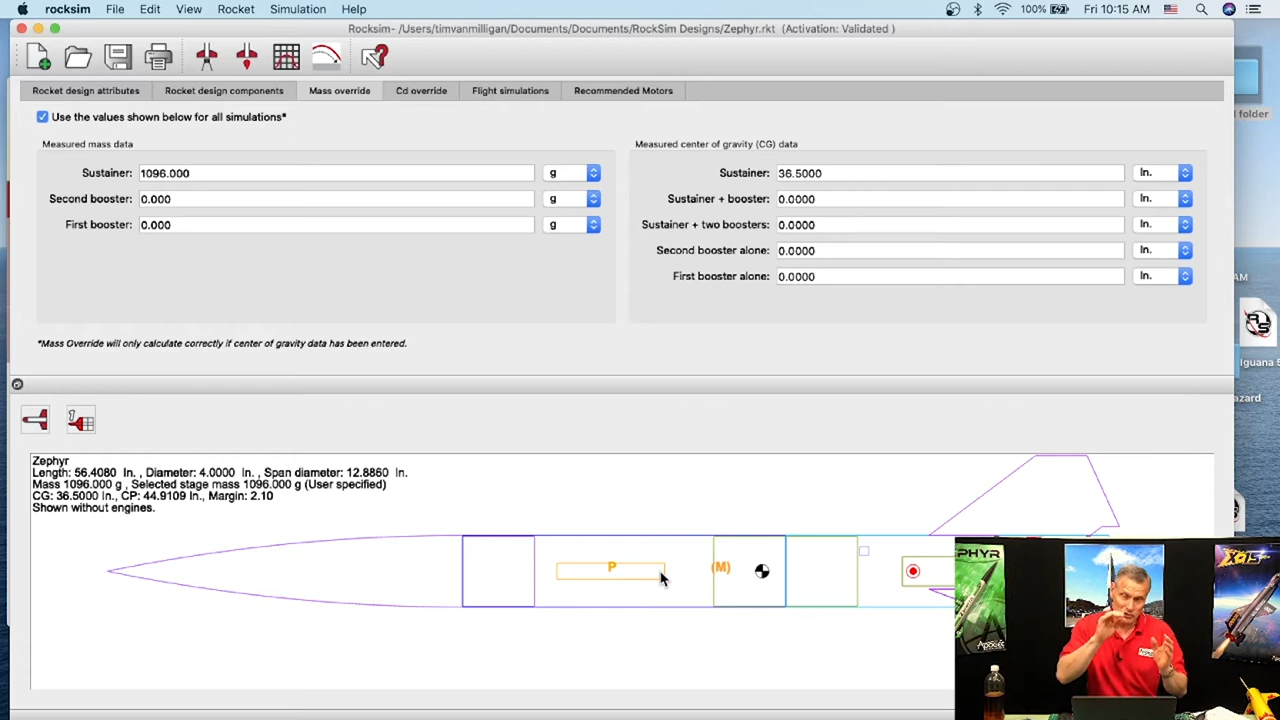 rocksim File Edit View Rocket Simulation Help 100% Fri 10:15 AM
Rocksim- /Users/timvanmilligan/Documents/Documents/RockSim Designs/Zephyr.rkt (Activation: Validated )
Rocket design attributes Rocket design components Mass override Cd override Flight simulations Recommended Motors
Use the values shown below for all simulations*
Measured mass data
Sustainer: 1096.000 g
Second booster: 0.000 g
First booster: 0.000 g
Measured center of gravity (CG) data
Sustainer: 36.5000 In.
Sustainer + booster: 0.0000 In.
Sustainer + two boosters: 0.0000 In.
Second booster alone: 0.0000 In.
First booster alone: 0.0000 In.
*Mass Override will only calculate correctly if center of gravity data has been entered.
Zephyr
Length: 56.4080 In. , Diameter: 4.0000 In. , Span diameter: 12.8860 In.
Mass 1096.000 g , Selected stage mass 1096.000 g (User specified)
CG: 36.5000 In., CP: 44.9109 In., Margin: 2.10
Shown without engines.
P
(M)
d folder
AM
RS
Iguana 5
azard
ZEPHYR